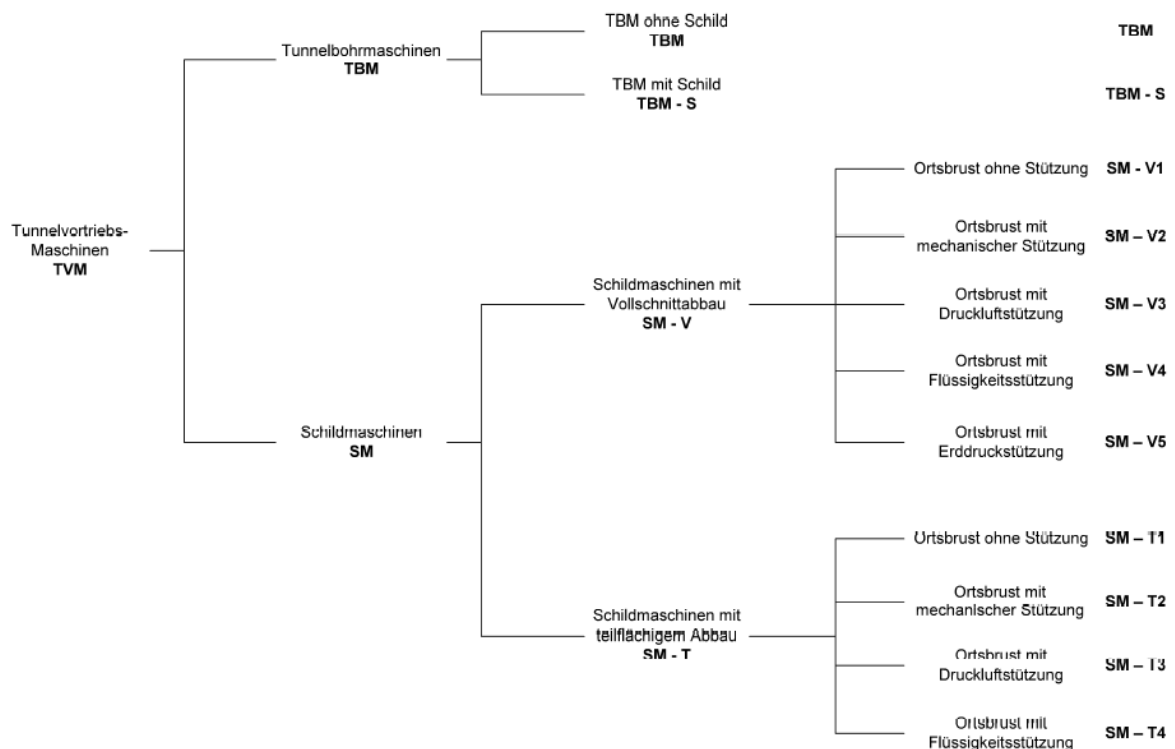 TBM ohne Schild
TBM
TBM
Tunnelbohrmaschinen
TBM
TBM mit Schild
TBM - S
TBM - S
Ortsbrust ohne Stützung
SM - V1
Tunnelvortriebs-
Maschinen
TVM
Ortsbrust mit
mechanischer Stützung
SM – V2
Schildmaschinen mit
Vollschnittabbau
SM - V
Ortsbrust mit
Druckluftstützung
SM – V3
Ortsbrust mit
Flüssigkeitsstützung
SM – V4
Schildmaschinen
SM
Ortsbrust mit
Erddruckstützung
SM – V5
Ortsbrust ohne Stützung
SM – T1
Ortsbrust mit
mechanischer Stützung
SM – T2
Schildmaschinen mit
teilflächigem Abbau
SM - T
Ortsbrust mit
Druckluftstützung
SM – T3
Ortsbrust mit
Flüssigkeitsstützung
SM – T4